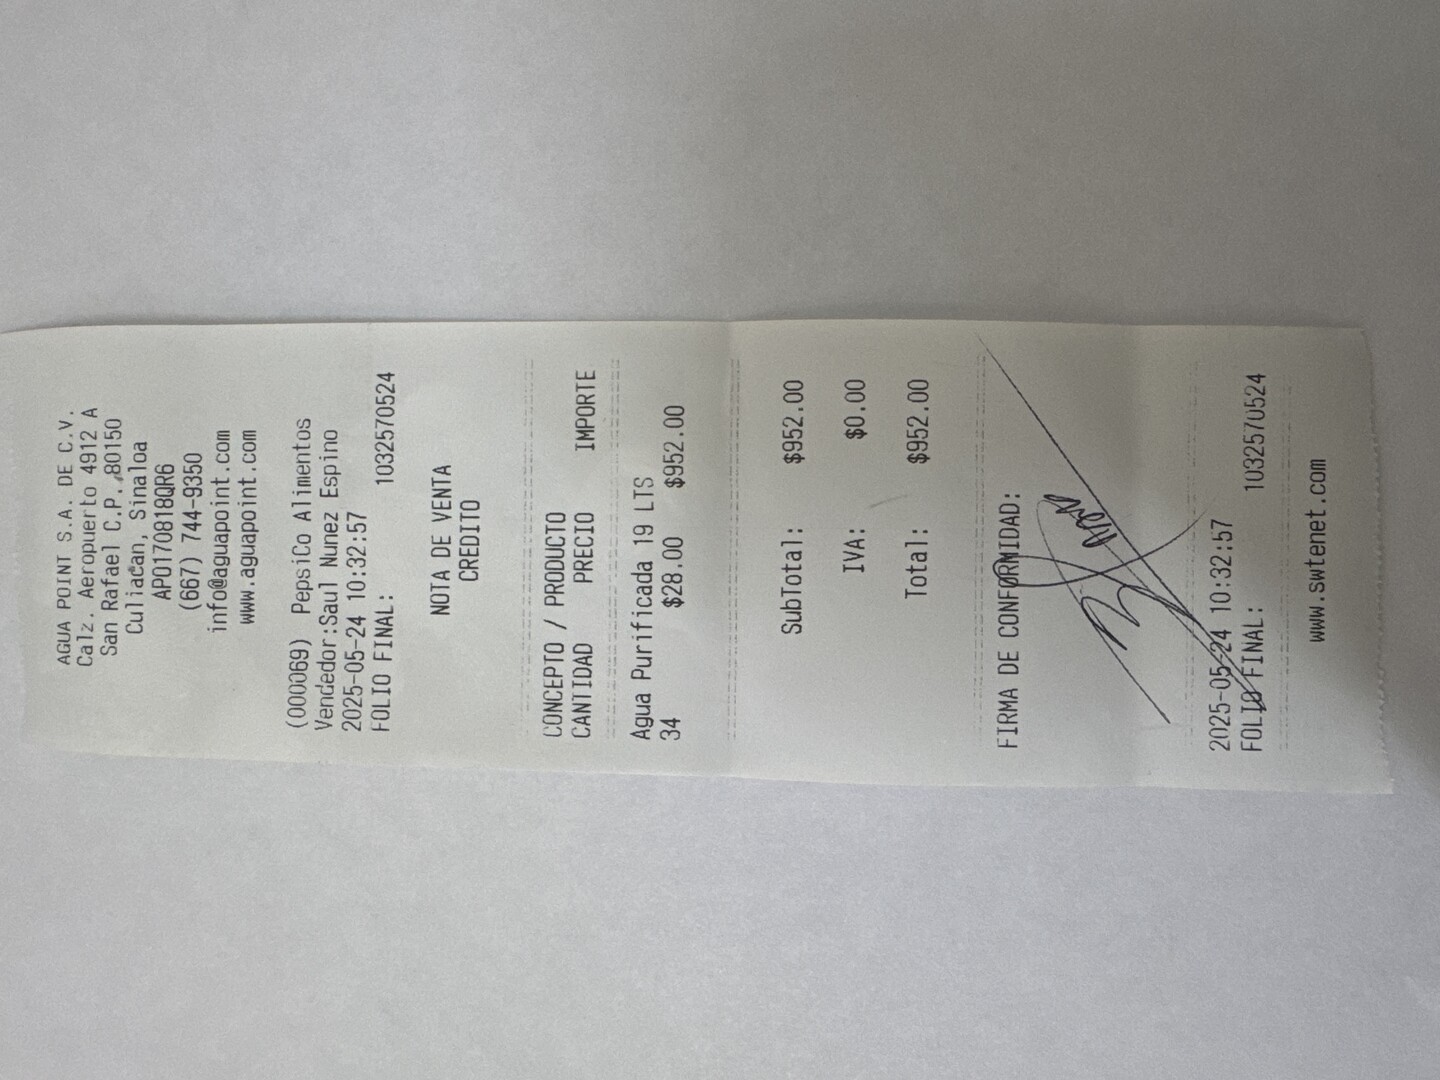 AGUA POINT S.A. DE C.V.
Calz. Aeropuerto 4912 A
San Rafael C.P. 80150
Culiacan, Sinaloa
APO170818QR6
(667) 744-9350
info@aguapoint.com
www.aguapoint.com
(000069) PepsiCo Alimentos
Vendedor:Saul Nunez Espino
2025-05-24 10:32:57
FOLIO FINAL: 1032570524
NOTA DE VENTA
CREDITO
CONCEPTO / PRODUCTO
CANTIDAD PRECIO IMPORTE
Agua Purificada 19 LTS
34 $28.00 $952.00
SubTotal: $952.00
IVA: $0.00
Total: $952.00
FIRMA DE CONFORMIDAD:
2025-05-24 10:32:57
FOLIO FINAL: 1032570524
www.swtenet.com